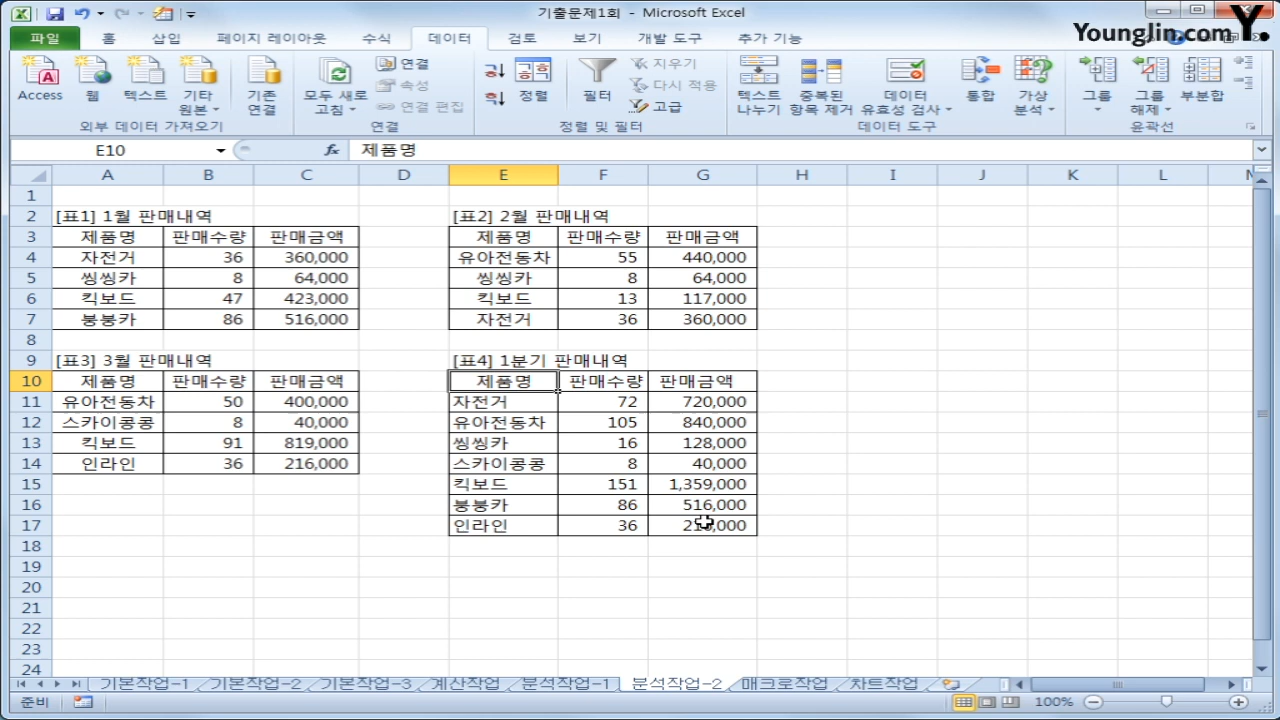 기출문제1회 - Microsoft Excel
YoungJin.com Y.
파일 홈 삽입 페이지 레이아웃 수식 데이터 검토 보기 개발 도구 추가 기능
Access 웹 텍스트 기타 원본 기존 연결 모두 새로 고침 연결 속성 연결 편집 정렬 필터 지우기 다시 적용 고급 텍스트 나누기 중복된 항목 제거 데이터 유효성 검사 통합 가상 분석 그룹 그룹 해제 부분합
외부 데이터 가져오기 연결 정렬 및 필터 데이터 도구 윤곽선
E10 fx 제품명
A B C D E F G H I J K L
1
2 [표1] 1월 판매내역 [표2] 2월 판매내역
3 제품명 판매수량 판매금액 제품명 판매수량 판매금액
4 자전거 36 360,000 유아전동차 55 440,000
5 씽씽카 8 64,000 씽씽카 8 64,000
6 킥보드 47 423,000 킥보드 13 117,000
7 붕붕카 86 516,000 자전거 36 360,000
8
9 [표3] 3월 판매내역 [표4] 1분기 판매내역
10 제품명 판매수량 판매금액 제품명 판매수량 판매금액
11 유아전동차 50 400,000 자전거 72 720,000
12 스카이콩콩 8 40,000 유아전동차 105 840,000
13 킥보드 91 819,000 씽씽카 16 128,000
14 인라인 36 216,000 스카이콩콩 8 40,000
15 킥보드 151 1,359,000
16 붕붕카 86 516,000
17 인라인 36
18
19
20
21
22
23
24
기본작업-1 기본작업-2 기본작업-3 계산작업 분석작업-1 분석작업-2 매크로작업 차트작업
준비 100%